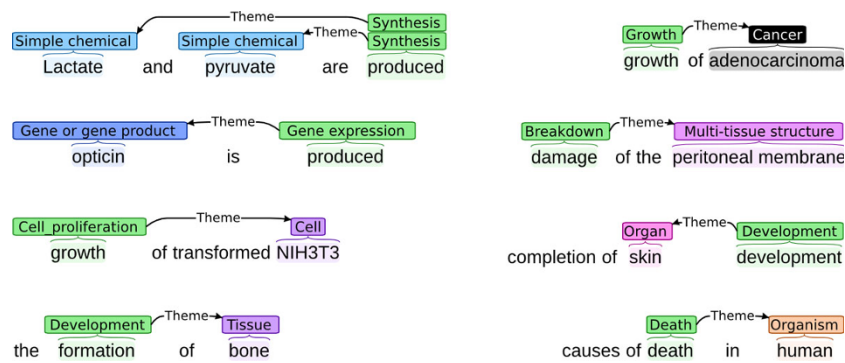 Theme Synthesis
Simple chemical Simple chemical Theme Synthesis
Lactate and pyruvate are produced
Theme
Gene or gene product Gene expression
opticin is produced
Theme
Cell_proliferation Cell
growth of transformed NIH3T3
Development Theme Tissue
the formation of bone
Growth Theme Cancer
growth of adenocarcinoma
Breakdown Theme Multi-tissue structure
damage of the peritoneal membrane
Organ Theme Development
completion of skin development
Death Theme Organism
causes of death in human